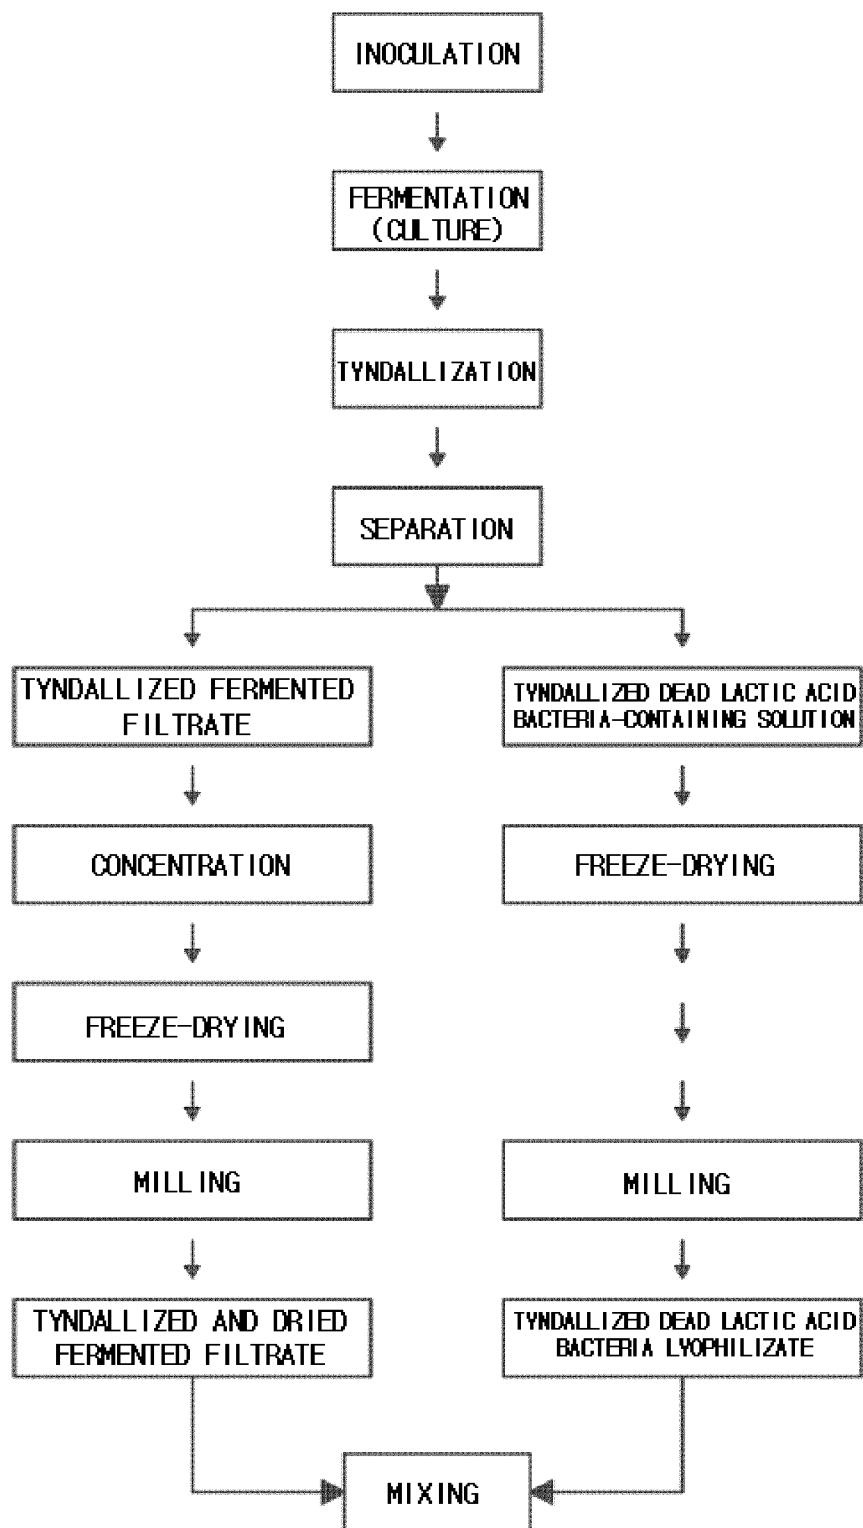 INOCULATION
FERMENTATION
(CULTURE)
TYNDALLIZATION
SEPARATION
TYNDALLIZED FERMENTED
FILTRATE
TYNDALLIZED DEAD LACTIC ACID
BACTERIA-CONTAINING SOLUTION
CONCENTRATION
FREEZE-DRYING
FREEZE-DRYING
MILLING
MILLING
TYNDALLIZED AND DRIED
FERMENTED FILTRATE
TYNDALLIZED DEAD LACTIC ACID
BACTERIA LYOPHILIZATE
MIXING